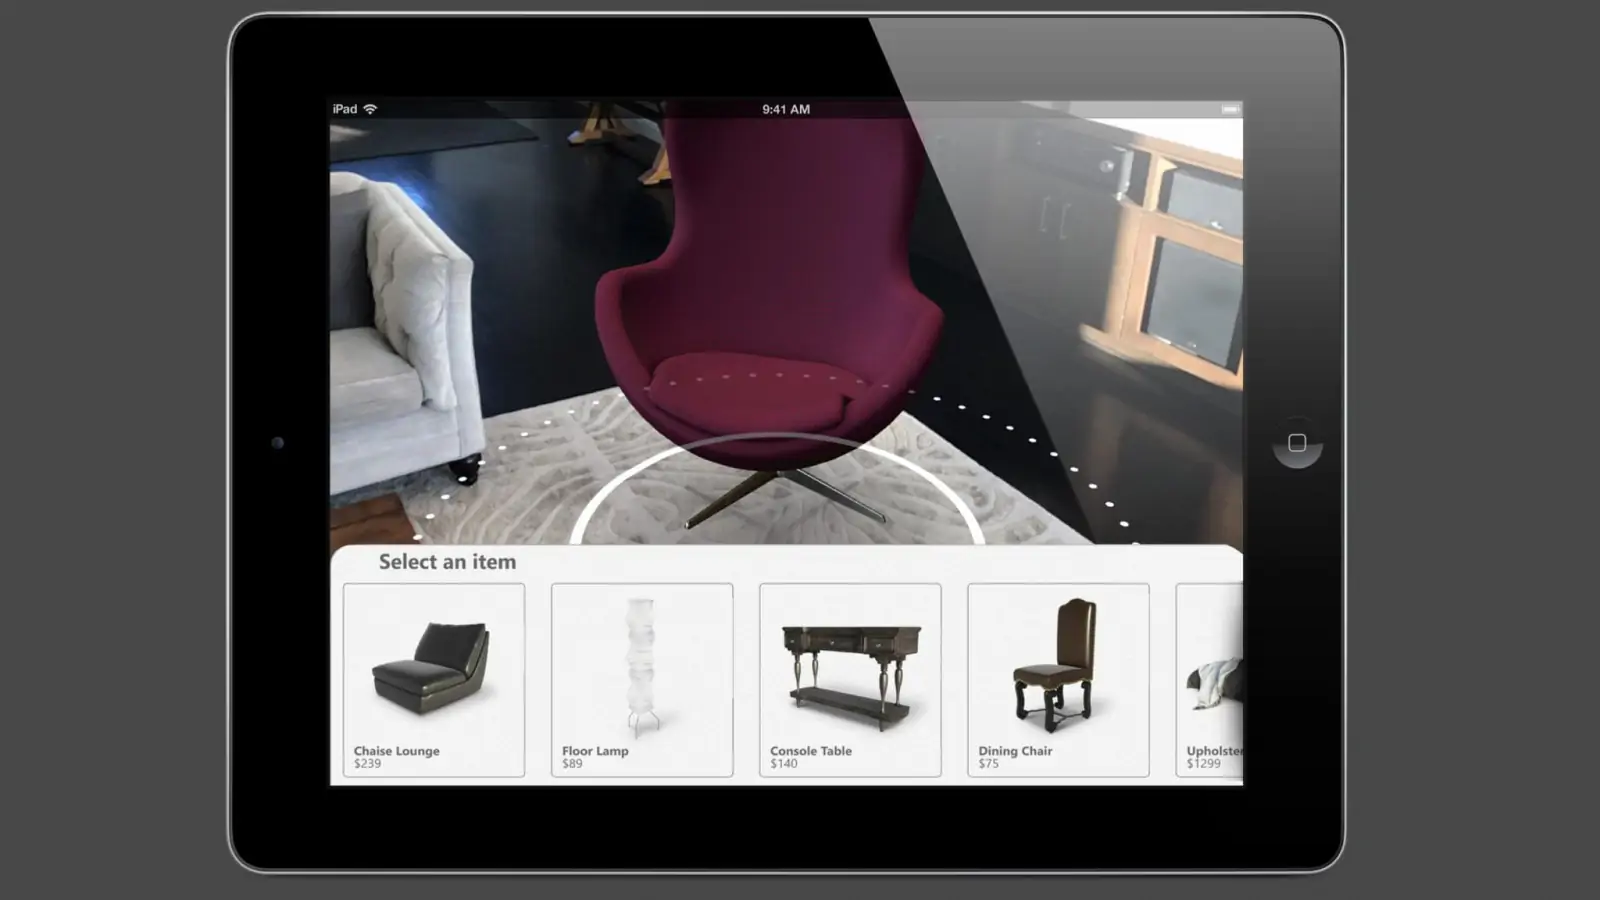 iPad
9:41 AM
Select an item
Chaise Lounge
$239
Floor Lamp
$89
Console Table
$140
Dining Chair
$75
Upholster
$1299